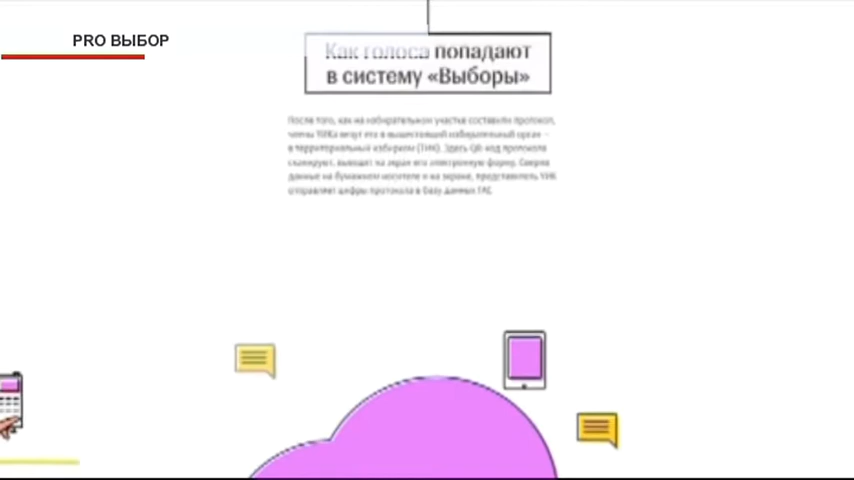 PRO ВЫБОР
Как голоса попадают
в систему «Выборы»
После того, как на избирательном участке составили протокол,
члены УИКа везут его в вышестоящий избирательный орган –
в территориальный избирком (ТИК). Здесь QR-код протокола
сканируют, выводят на экран его электронную форму. Сверив
данные на бумажном носителе и на экране, представитель УИК
отправляет цифры протокола в базу данных ГАС